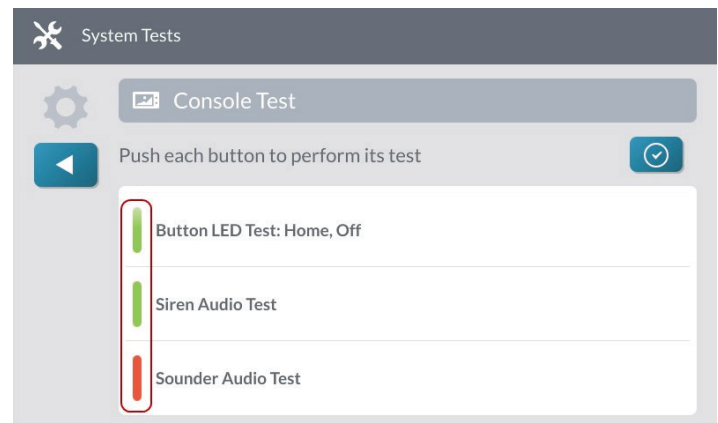 System Tests
Console Test
Push each button to perform its test
Button LED Test: Home, Off
Siren Audio Test
Sounder Audio Test